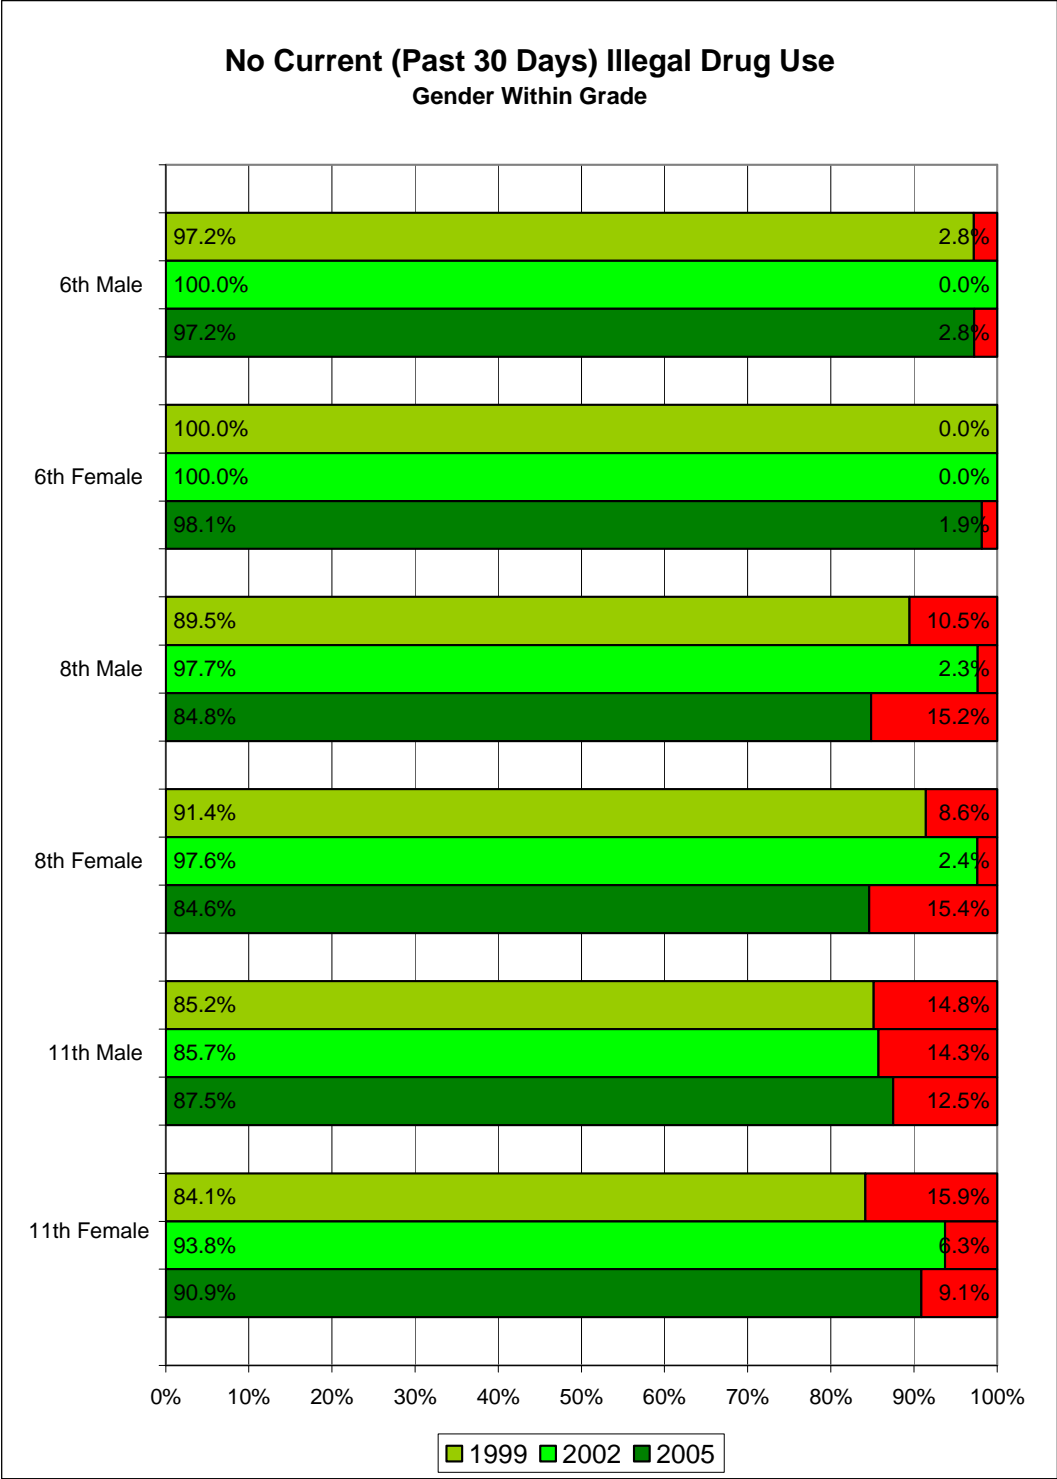 No Current (Past 30 Days) Illegal Drug Use
Gender Within Grade
97.2% 2.8%
6th Male 100.0% 0.0%
97.2% 2.8%
100.0% 0.0%
6th Female 100.0% 0.0%
98.1% 1.9%
89.5% 10.5%
8th Male 97.7% 2.3%
84.8% 15.2%
91.4% 8.6%
8th Female 97.6% 2.4%
84.6% 15.4%
85.2% 14.8%
11th Male 85.7% 14.3%
87.5% 12.5%
84.1% 15.9%
11th Female 93.8% 6.3%
90.9% 9.1%
0% 10% 20% 30% 40% 50% 60% 70% 80% 90% 100%
1999 2002 2005